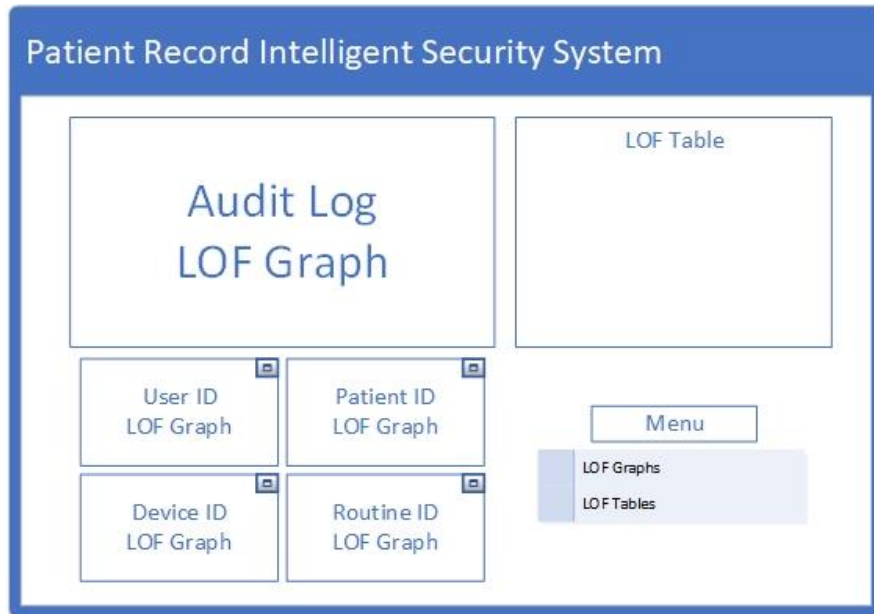 Patient Record Intelligent Security System
Audit Log
LOF Graph
LOF Table
User ID
LOF Graph
Patient ID
LOF Graph
Device ID
LOF Graph
Routine ID
LOF Graph
Menu
LOF Graphs
LOF Tables